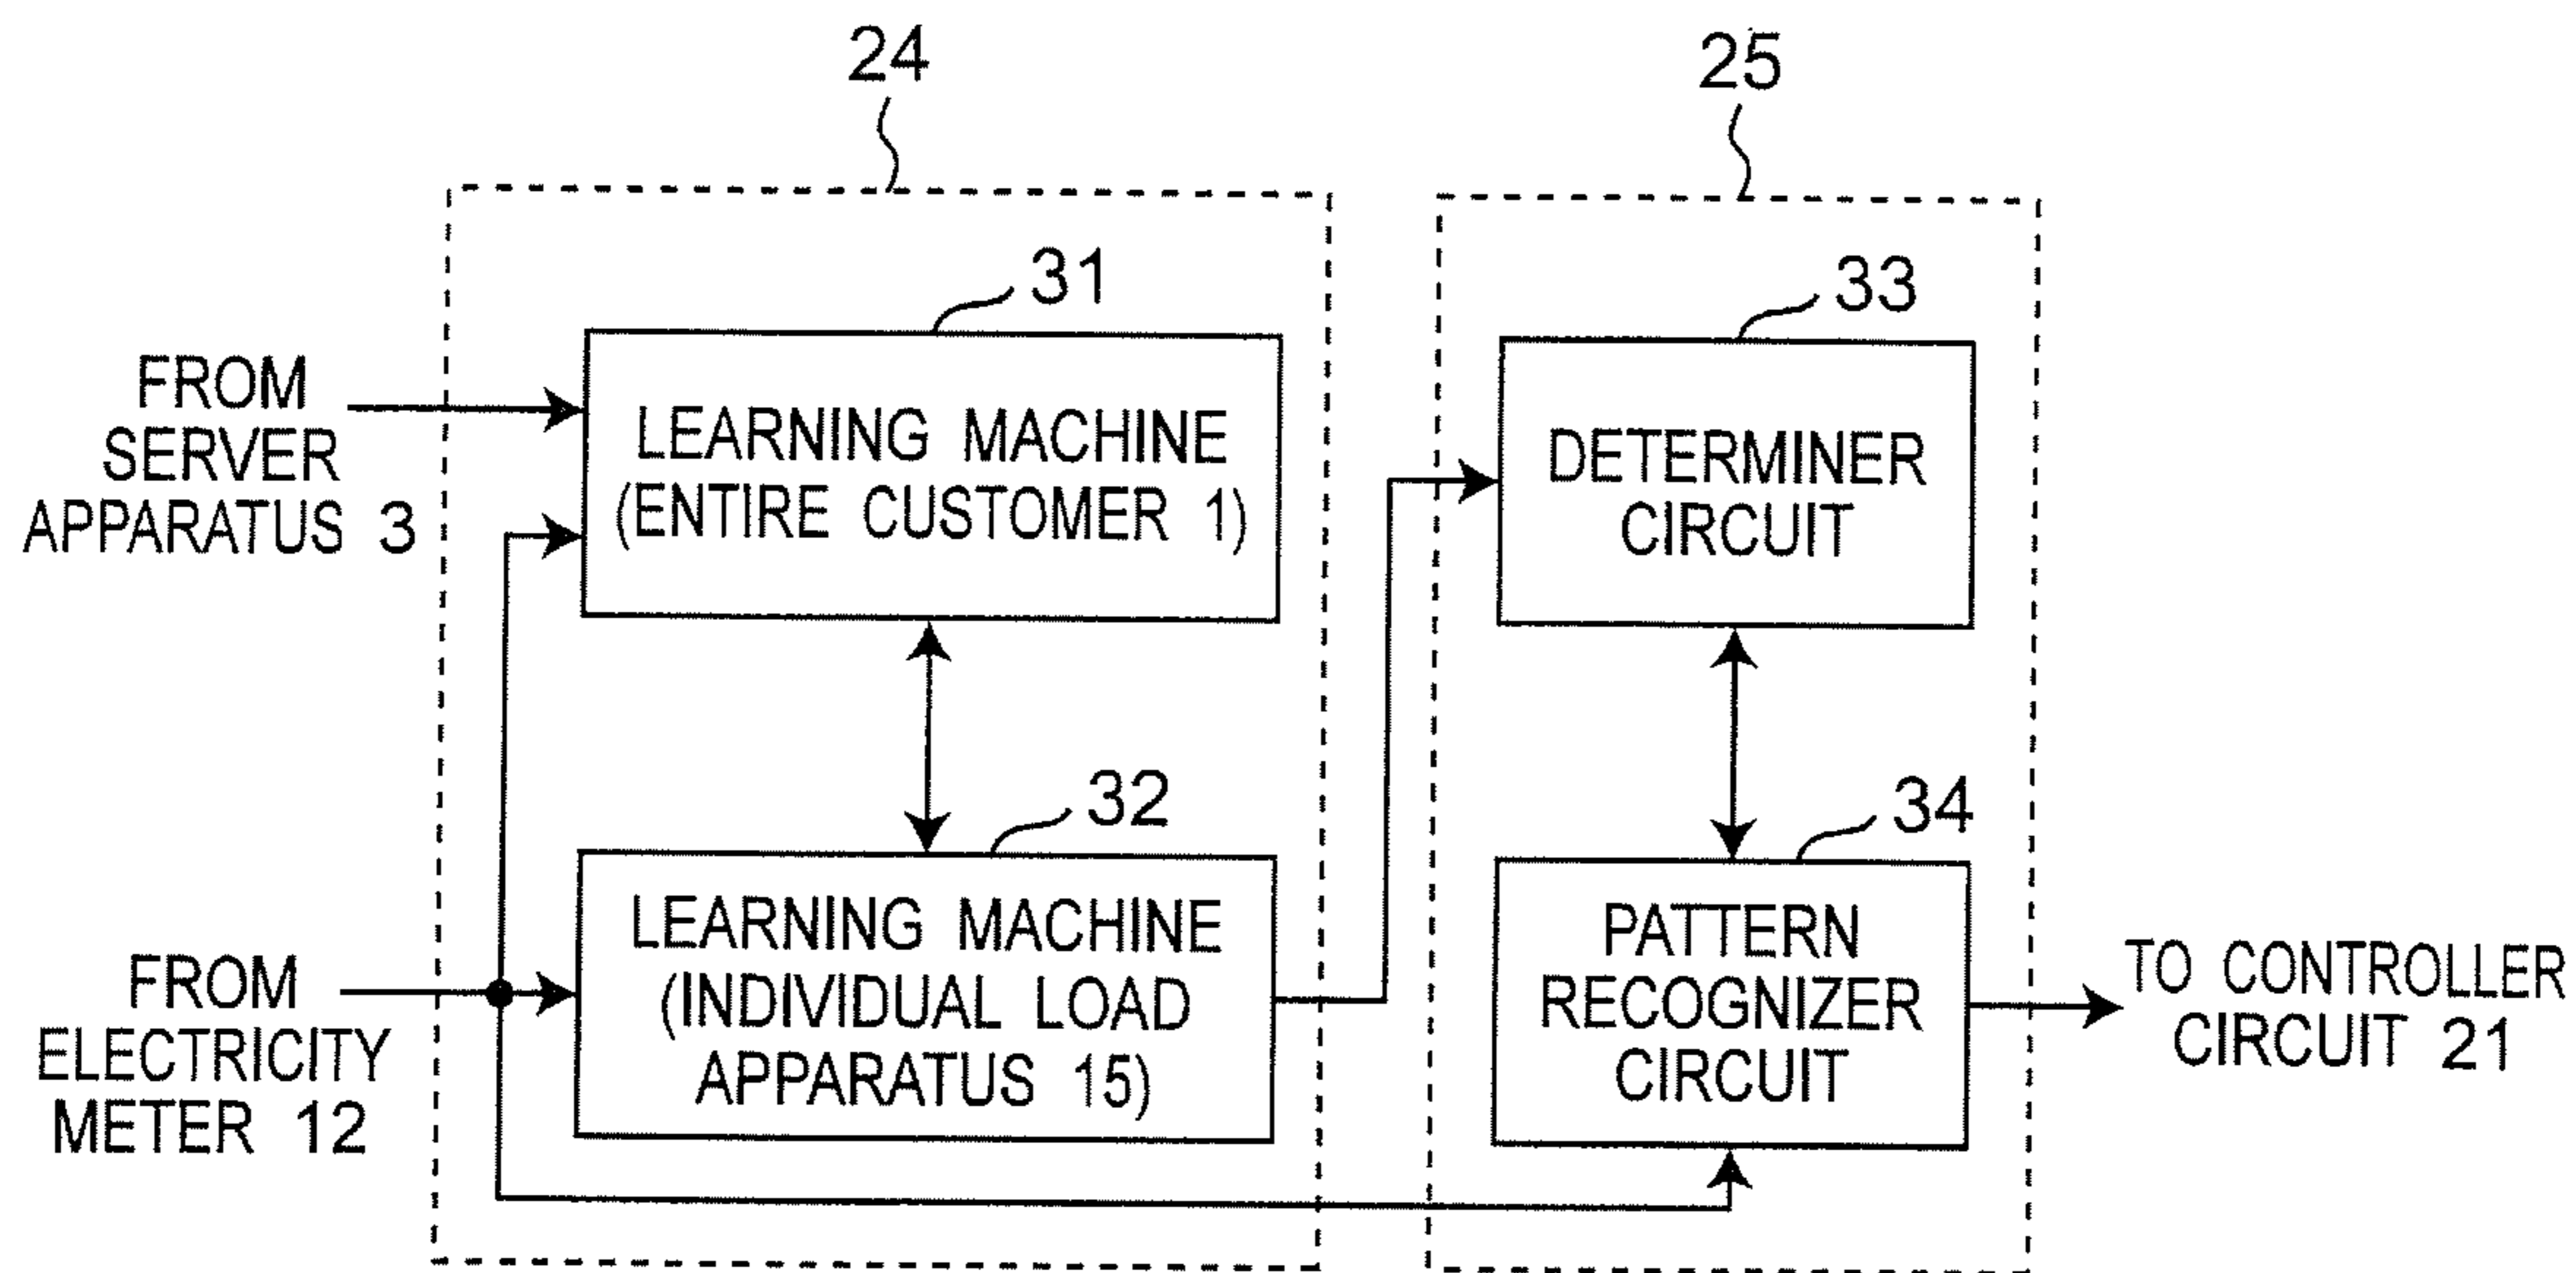 24
25
31
33
FROM
SERVER
APPARATUS 3
LEARNING MACHINE
(ENTIRE CUSTOMER 1)
DETERMINER
CIRCUIT
32
34
FROM
ELECTRICITY
METER 12
LEARNING MACHINE
(INDIVIDUAL LOAD
APPARATUS 15)
PATTERN
RECOGNIZER
CIRCUIT
TO CONTROLLER
CIRCUIT 21